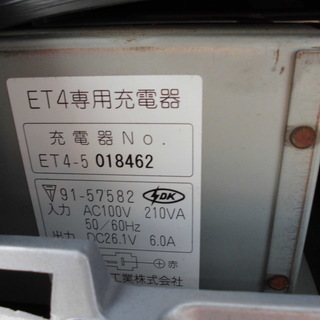 ET4専用充電器
充電器No.
ET4-5 018462
〒 91-57582 SDK
入力 AC100V 210VA
50/60Hz
出力 DC26.1V 6.0A
⊕赤
工業株式会社